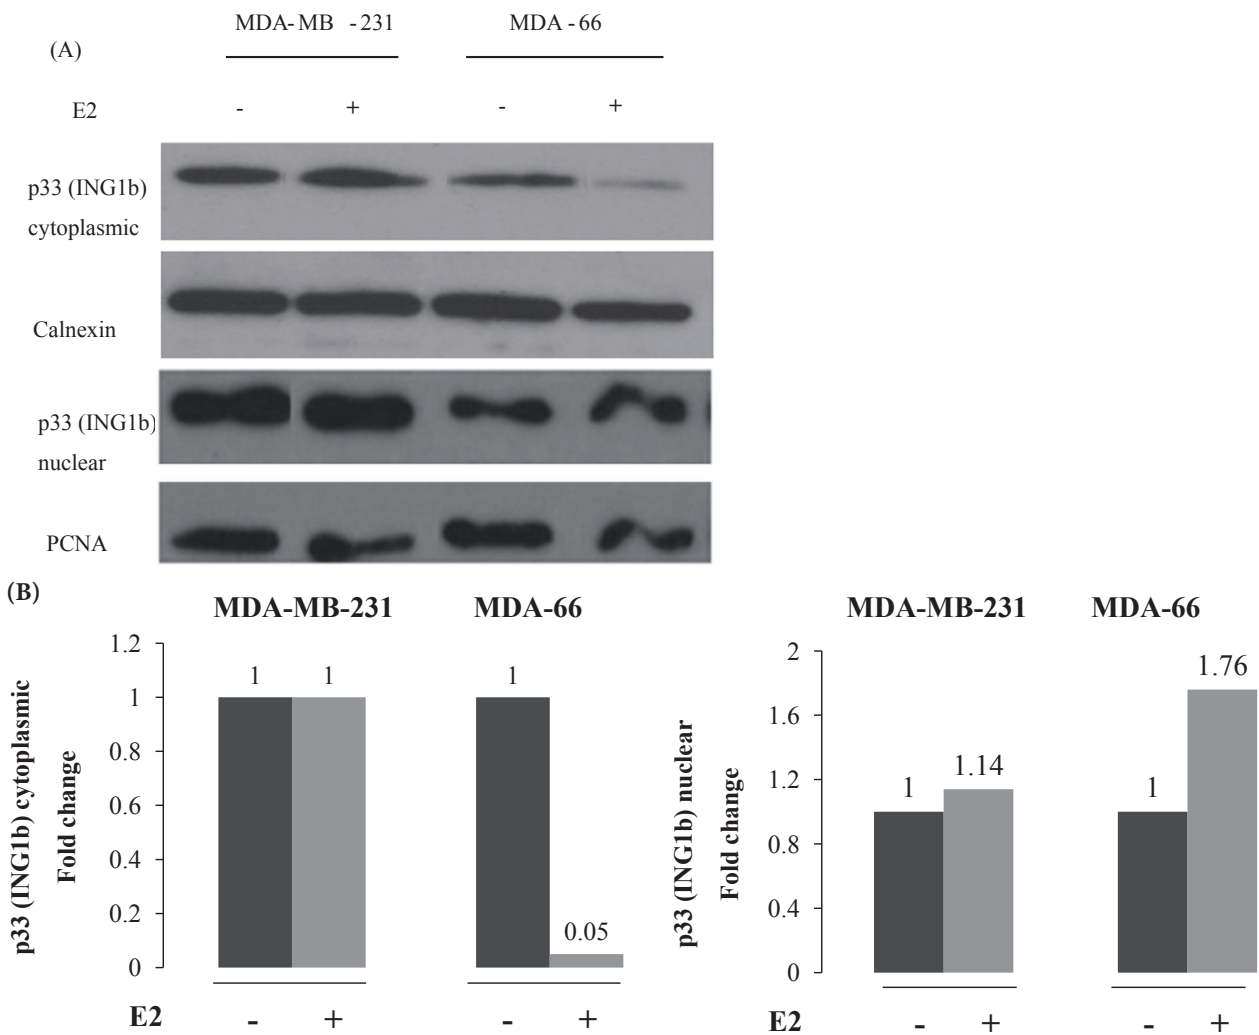 MDA-MB -231 MDA-66
(A)
E2 - + - +
p33 (ING1b)
cytoplasmic
Calnexin
p33 (ING1b)
nuclear
PCNA
(B)
MDA-MB-231 MDA-66
p33 (ING1b) cytoplasmic
Fold change
1.2
1
0.8
0.6
0.4
0.2
0
1 1 1 0.05
E2 - + - +
MDA-MB-231 MDA-66
p33 (ING1b) nuclear
Fold change
2
1.6
1.2
0.8
0.4
0
1 1.14 1 1.76
E2 - + - +